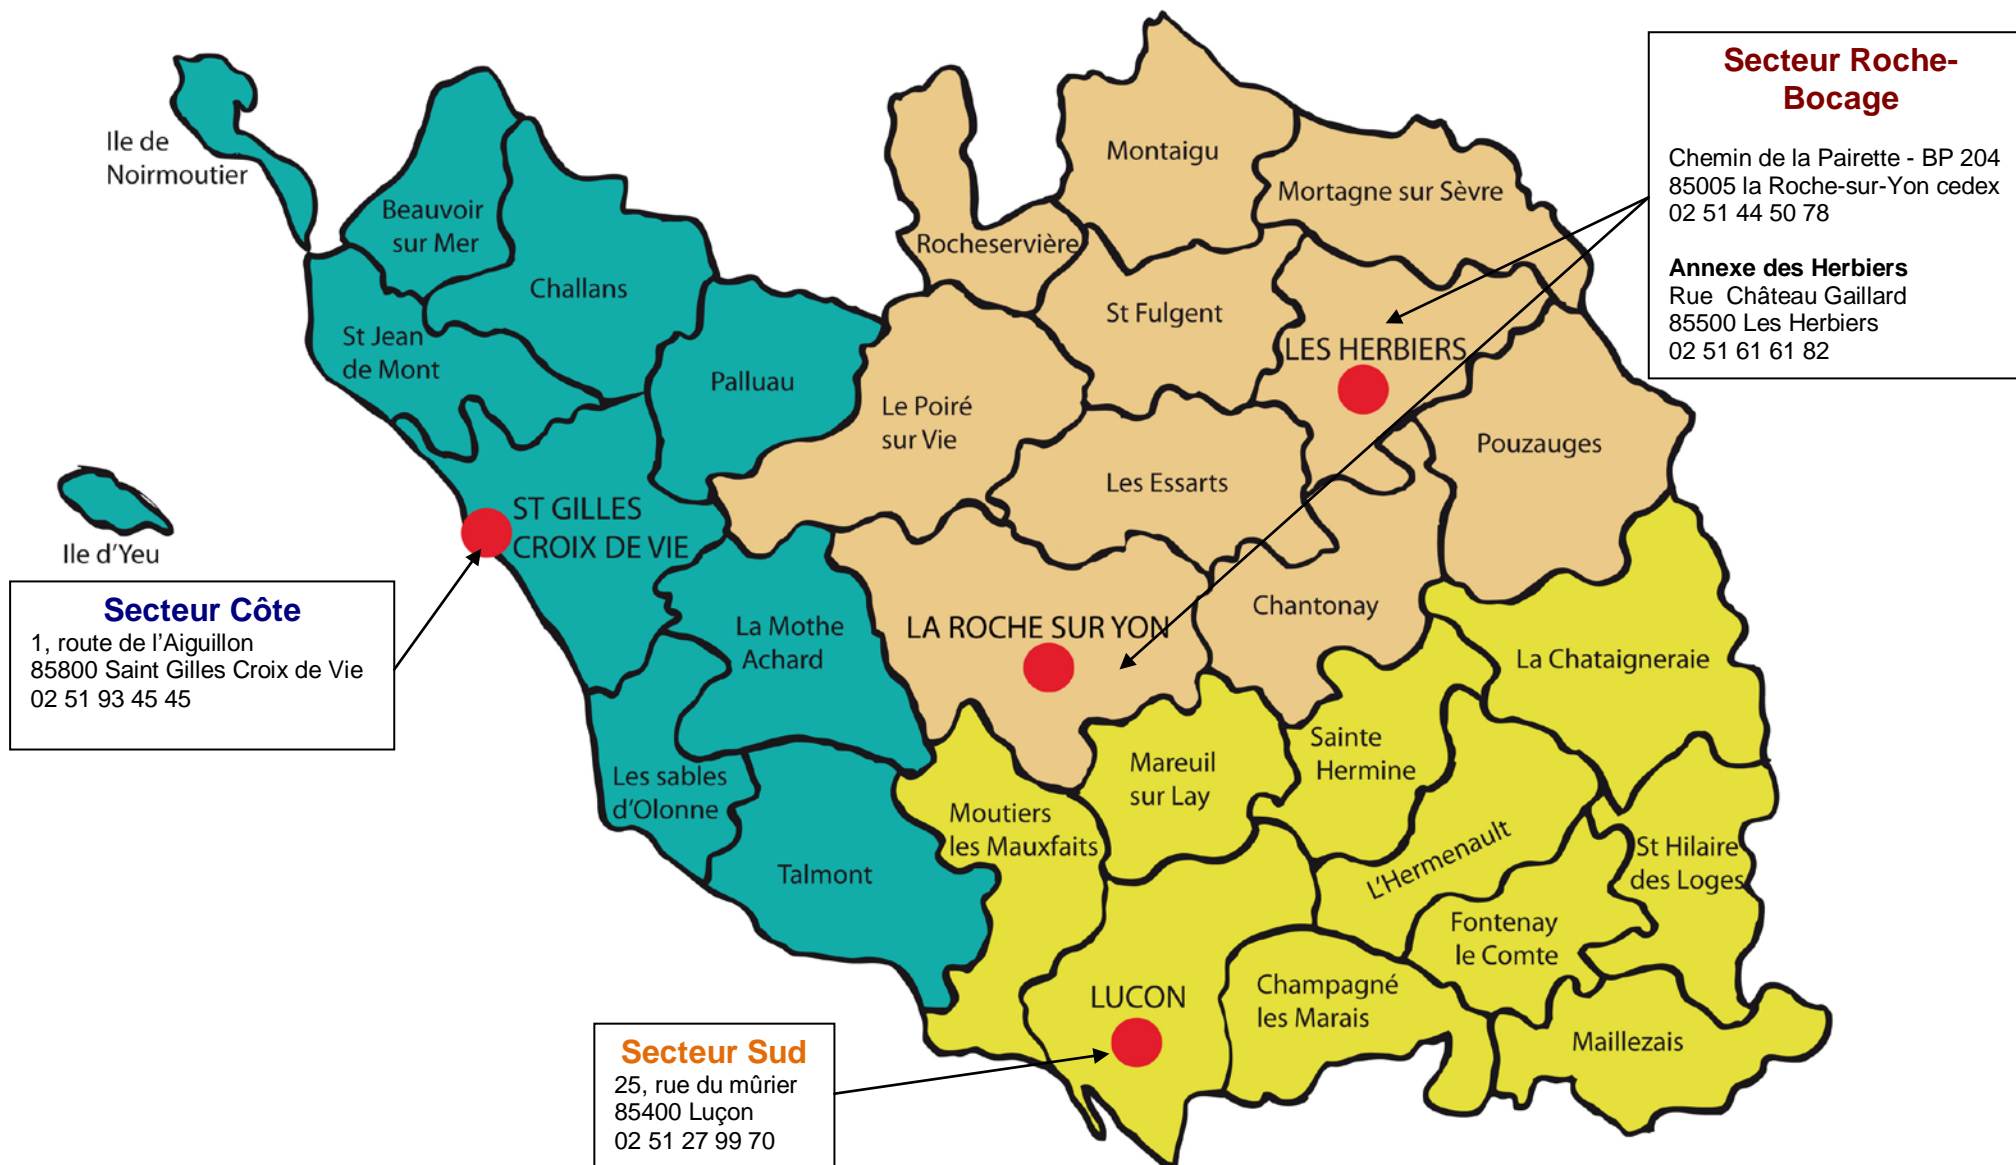 Secteur Roche-
Bocage
Chemin de la Pairette - BP 204
85005 la Roche-sur-Yon cedex
02 51 44 50 78
Annexe des Herbiers
Rue  Château Gaillard
85500 Les Herbiers
02 51 61 61 82
Ile de
Noirmoutier
Beauvoir
sur Mer
Challans
St Jean
de Mont
Palluau
Rocheservière
Montaigu
Mortagne sur Sèvre
St Fulgent
LES HERBIERS
Le Poiré
sur Vie
Les Essarts
Pouzauges
Ile d'Yeu
ST GILLES
CROIX DE VIE
Secteur Côte
1, route de l'Aiguillon
85800 Saint Gilles Croix de Vie
02 51 93 45 45
La Mothe
Achard
LA ROCHE SUR YON
Chantonay
La Chataigneraie
Les sables
d'Olonne
Talmont
Moutiers
les Mauxfaits
Mareuil
sur Lay
Sainte
Hermine
L'Hermenault
St Hilaire
des Loges
Fontenay
le Comte
LUCON
Champagné
les Marais
Maillezais
Secteur Sud
25, rue du mûrier
85400 Luçon
02 51 27 99 70